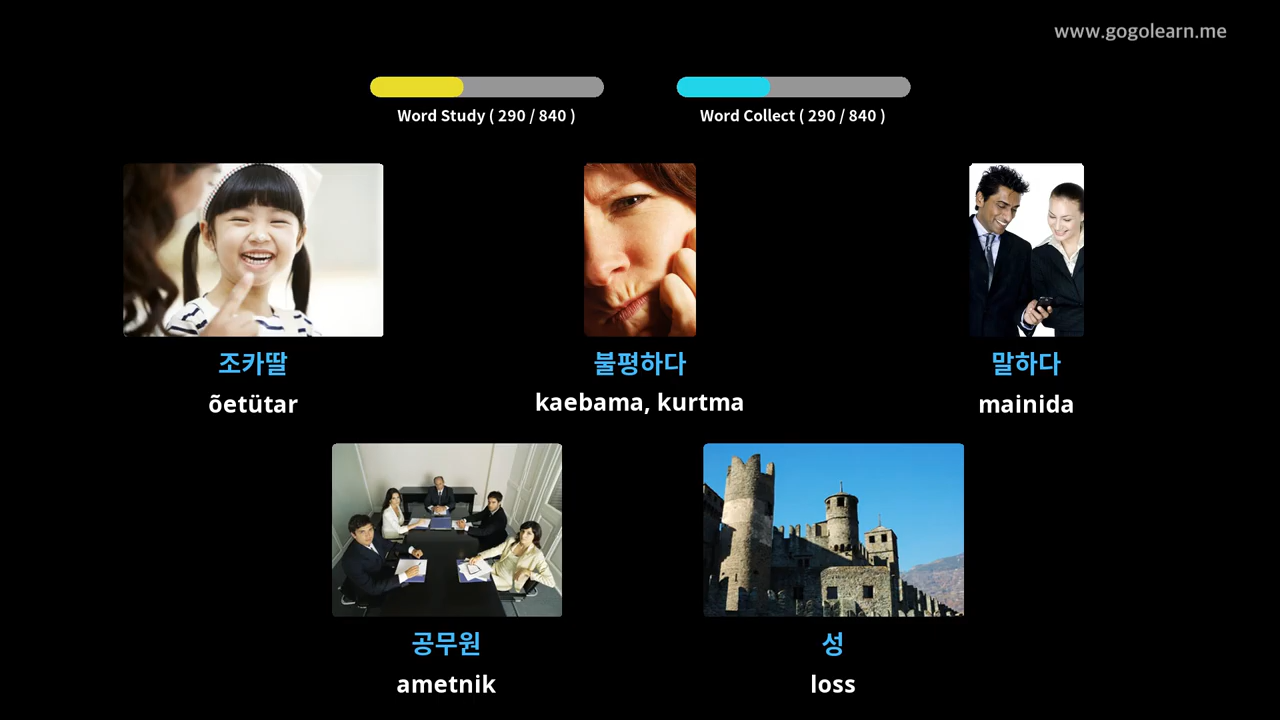 www.gogolearn.me
Word Study ( 290 / 840 )
Word Collect ( 290 / 840 )
조카딸
õetütar
불평하다
kaebama, kurtma
말하다
mainida
공무원
ametnik
성
loss